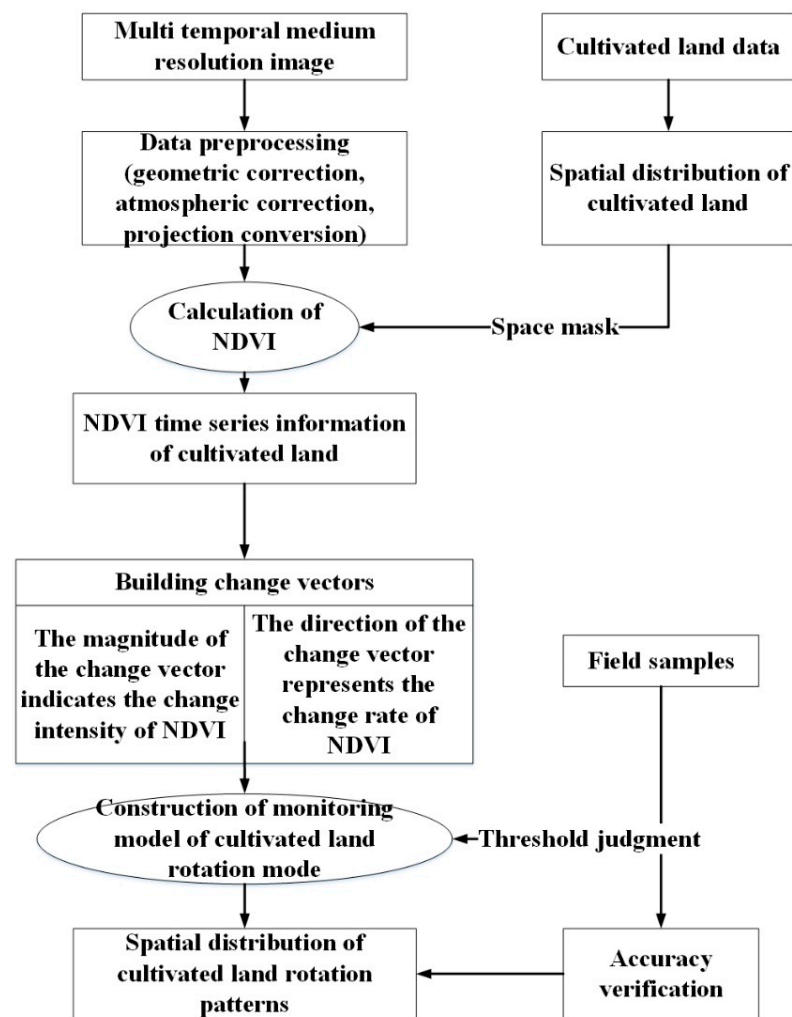 Multi temporal medium
resolution image
Cultivated land data
Data preprocessing
(geometric correction,
atmospheric correction,
projection conversion)
Spatial distribution of
cultivated land
Calculation of
NDVI
Space mask
NDVI time series information
of cultivated land
Building change vectors
The magnitude of
the change vector
indicates the change
intensity of NDVI
The direction of the
change vector
represents the
change rate of
NDVI
Field samples
Construction of monitoring
model of cultivated land
rotation mode
Threshold judgment
Spatial distribution of
cultivated land rotation
patterns
Accuracy
verification